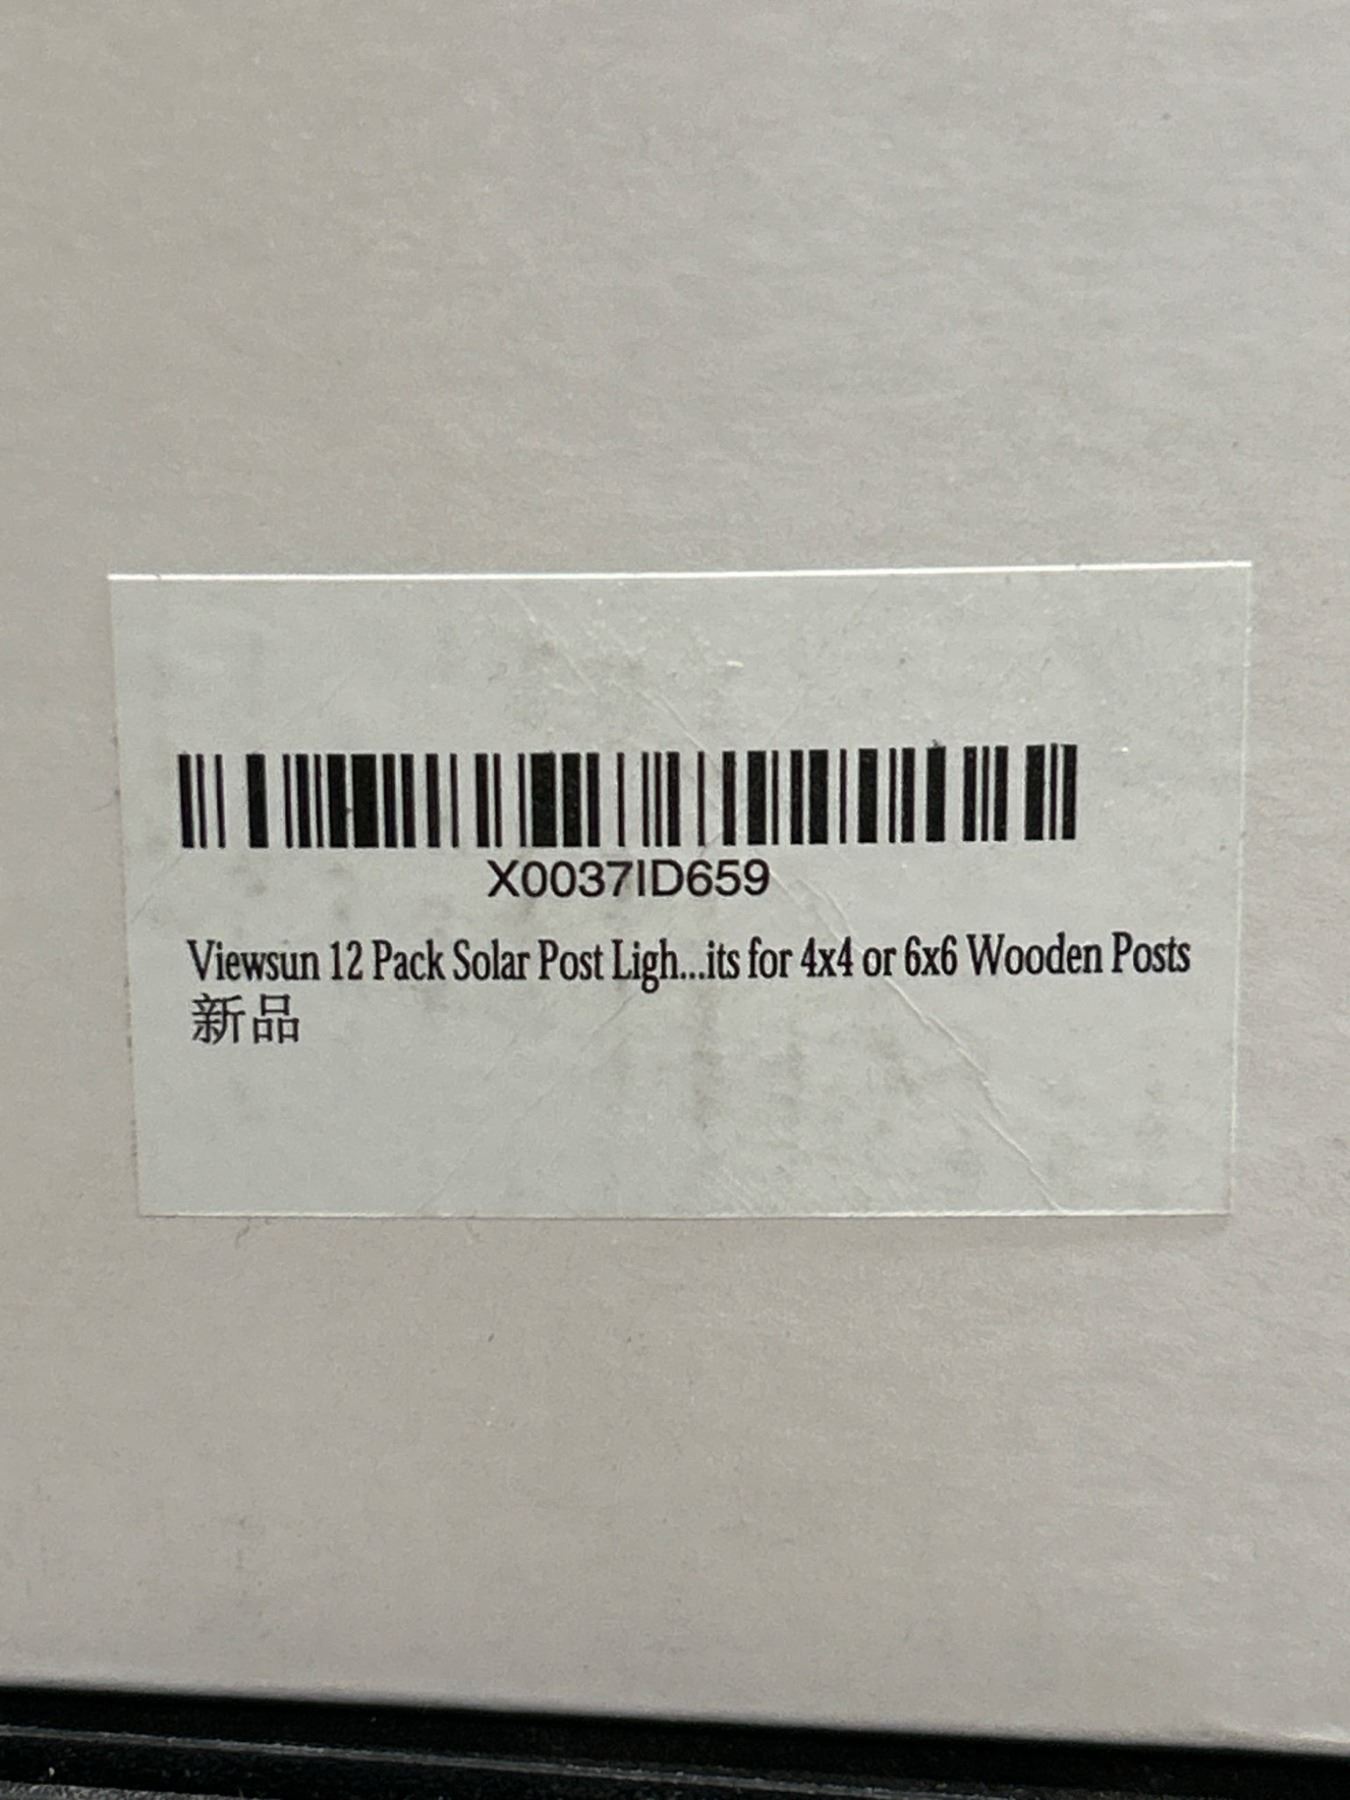 X0037ID659
Viewsun 12 Pack Solar Post Ligh...its for 4x4 or 6x6 Wooden Posts
新品